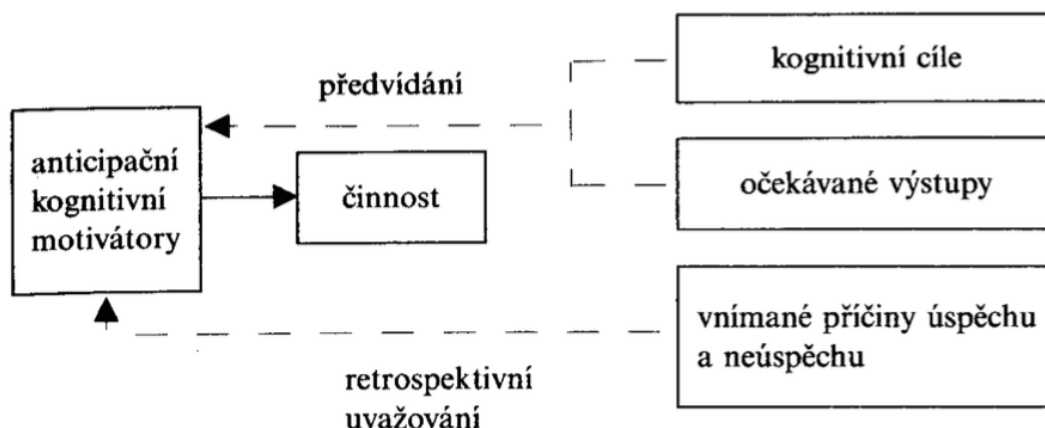 kognitivní cíle
předvídání
anticipační
kognitivní
motivátory
činnost
očekávané výstupy
vnímané příčiny úspěchu
a neúspěchu
retrospektivní
uvažování